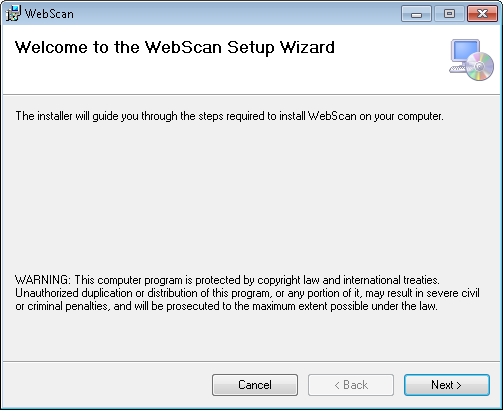 WebScan
Welcome to the WebScan Setup Wizard
The installer will guide you through the steps required to install WebScan on your computer.
WARNING: This computer program is protected by copyright law and international treaties.
Unauthorized duplication or distribution of this program, or any portion of it, may result in severe civil
or criminal penalties, and will be prosecuted to the maximum extent possible under the law.
Cancel
< Back
Next >